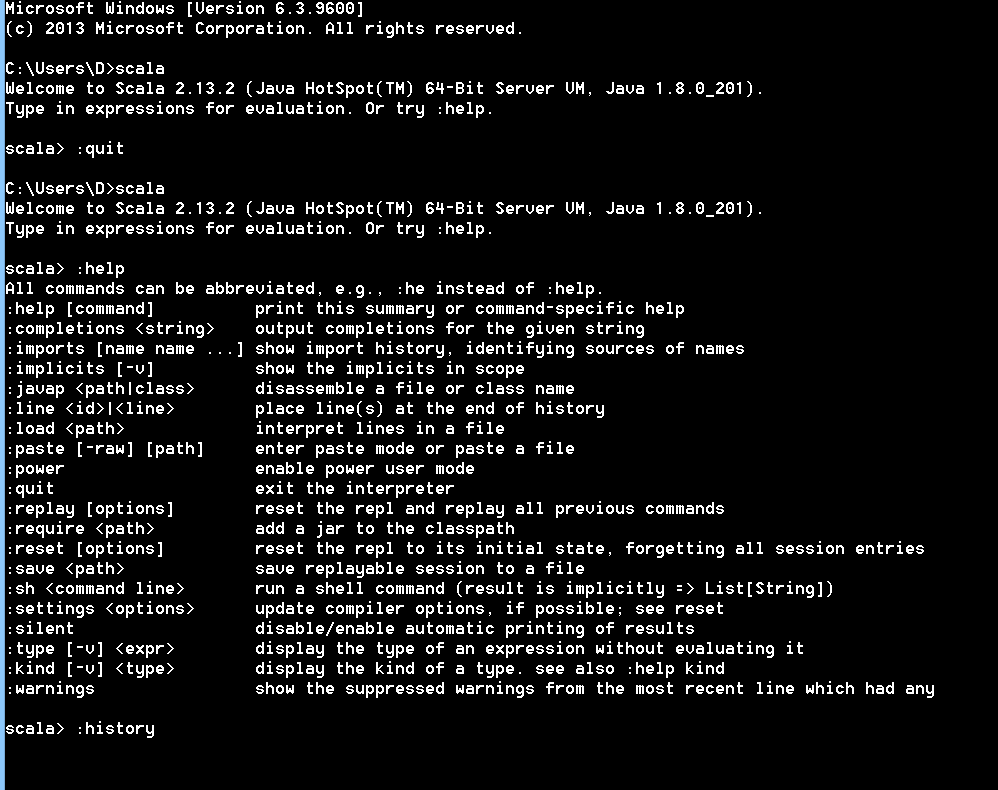 Microsoft Windows [Version 6.3.9600]
(c) 2013 Microsoft Corporation. All rights reserved.
C:\Users\D>scala
Welcome to Scala 2.13.2 (Java HotSpot(TM) 64-Bit Server VM, Java 1.8.0_201).
Type in expressions for evaluation. Or try :help.
scala> :quit
C:\Users\D>scala
Welcome to Scala 2.13.2 (Java HotSpot(TM) 64-Bit Server VM, Java 1.8.0_201).
Type in expressions for evaluation. Or try :help.
scala> :help
All commands can be abbreviated, e.g., :he instead of :help.
:help [command]          print this summary or command-specific help
:completions <string>    output completions for the given string
:imports [name name ...] show import history, identifying sources of names
:implicits [-v]          show the implicits in scope
:javap <path|class>      disassemble a file or class name
:line <id>|<line>        place line(s) at the end of history
:load <path>             interpret lines in a file
:paste [-raw] [path]     enter paste mode or paste a file
:power                   enable power user mode
:quit                    exit the interpreter
:replay [options]        reset the repl and replay all previous commands
:require <path>          add a jar to the classpath
:reset [options]         reset the repl to its initial state, forgetting all session entries
:save <path>             save replayable session to a file
:sh <command line>       run a shell command (result is implicitly => List[String])
:settings <options>      update compiler options, if possible; see reset
:silent                  disable/enable automatic printing of results
:type [-v] <expr>        display the type of an expression without evaluating it
:kind [-v] <type>        display the kind of a type. see also :help kind
:warnings                show the suppressed warnings from the most recent line which had any
scala> :history